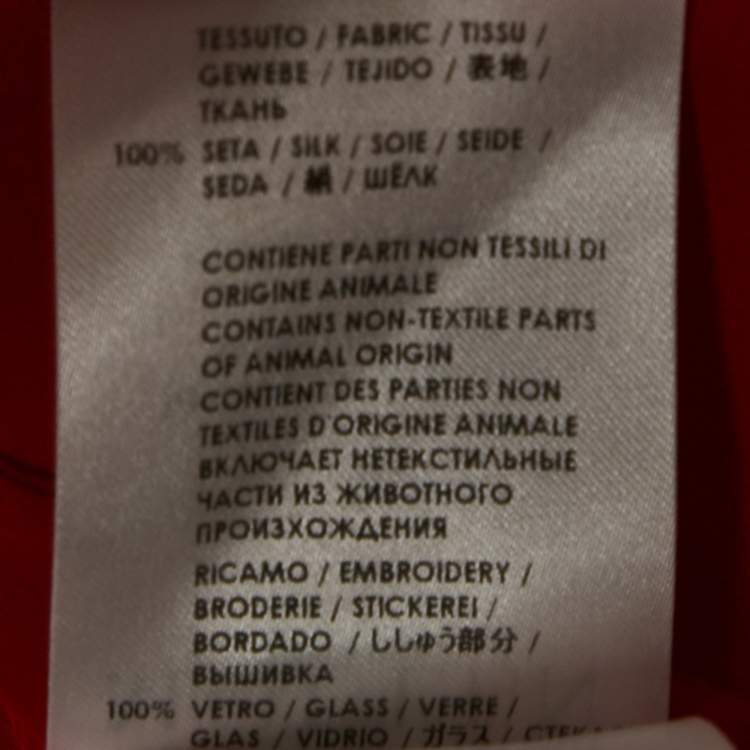 TESSUTO / FABRIC / TISSU /
GEWEBE / TEJIDO / 表地 /
ТКАНЬ
100% SETA / SILK / SOIE / SEIDE /
SEDA / 絹 / ШЁЛК
CONTIENE PARTI NON TESSILI DI
ORIGINE ANIMALE
CONTAINS NON-TEXTILE PARTS
OF ANIMAL ORIGIN
CONTIENT DES PARTIES NON
TEXTILES D'ORIGINE ANIMALE
ВКЛЮЧАЕТ НЕТЕКСТИЛЬНЫЕ
ЧАСТИ ИЗ ЖИВОТНОГО
ПРОИЗХОЖДЕНИЯ
RICAMO / EMBROIDERY /
BRODERIE / STICKEREI /
BORDADO / ししゅう部分 /
ВЫШИВКА
100% VETRO / GLASS / VERRE /
GLAS / VIDRIO / ガラス /